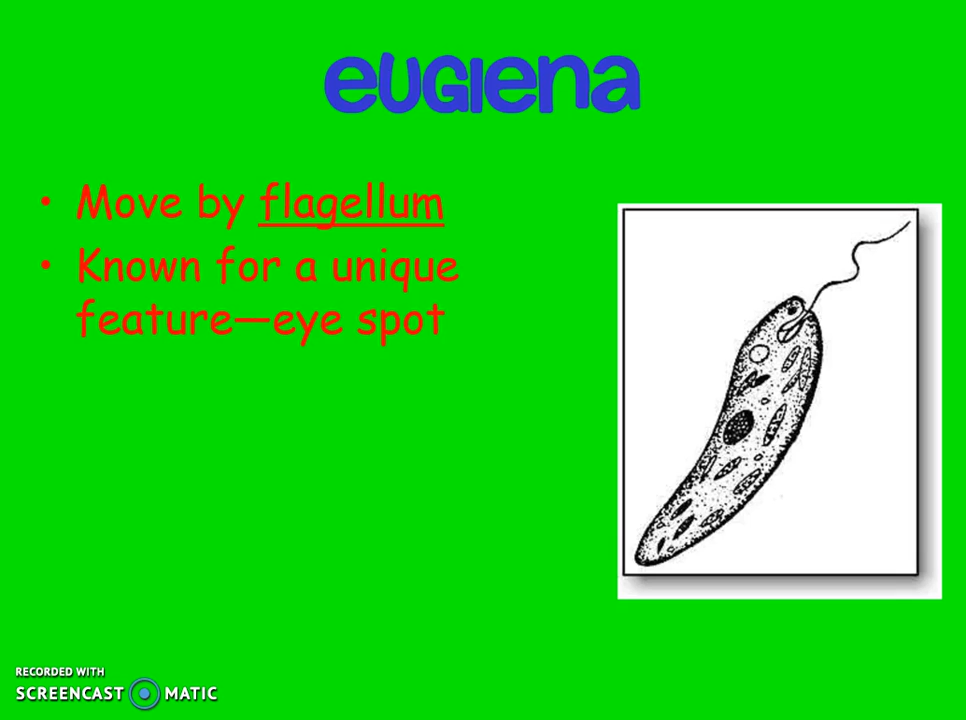 euglena
• Move by flagellum
• Known for a unique
feature—eye spot
RECORDED WITH
SCREENCAST MATIC